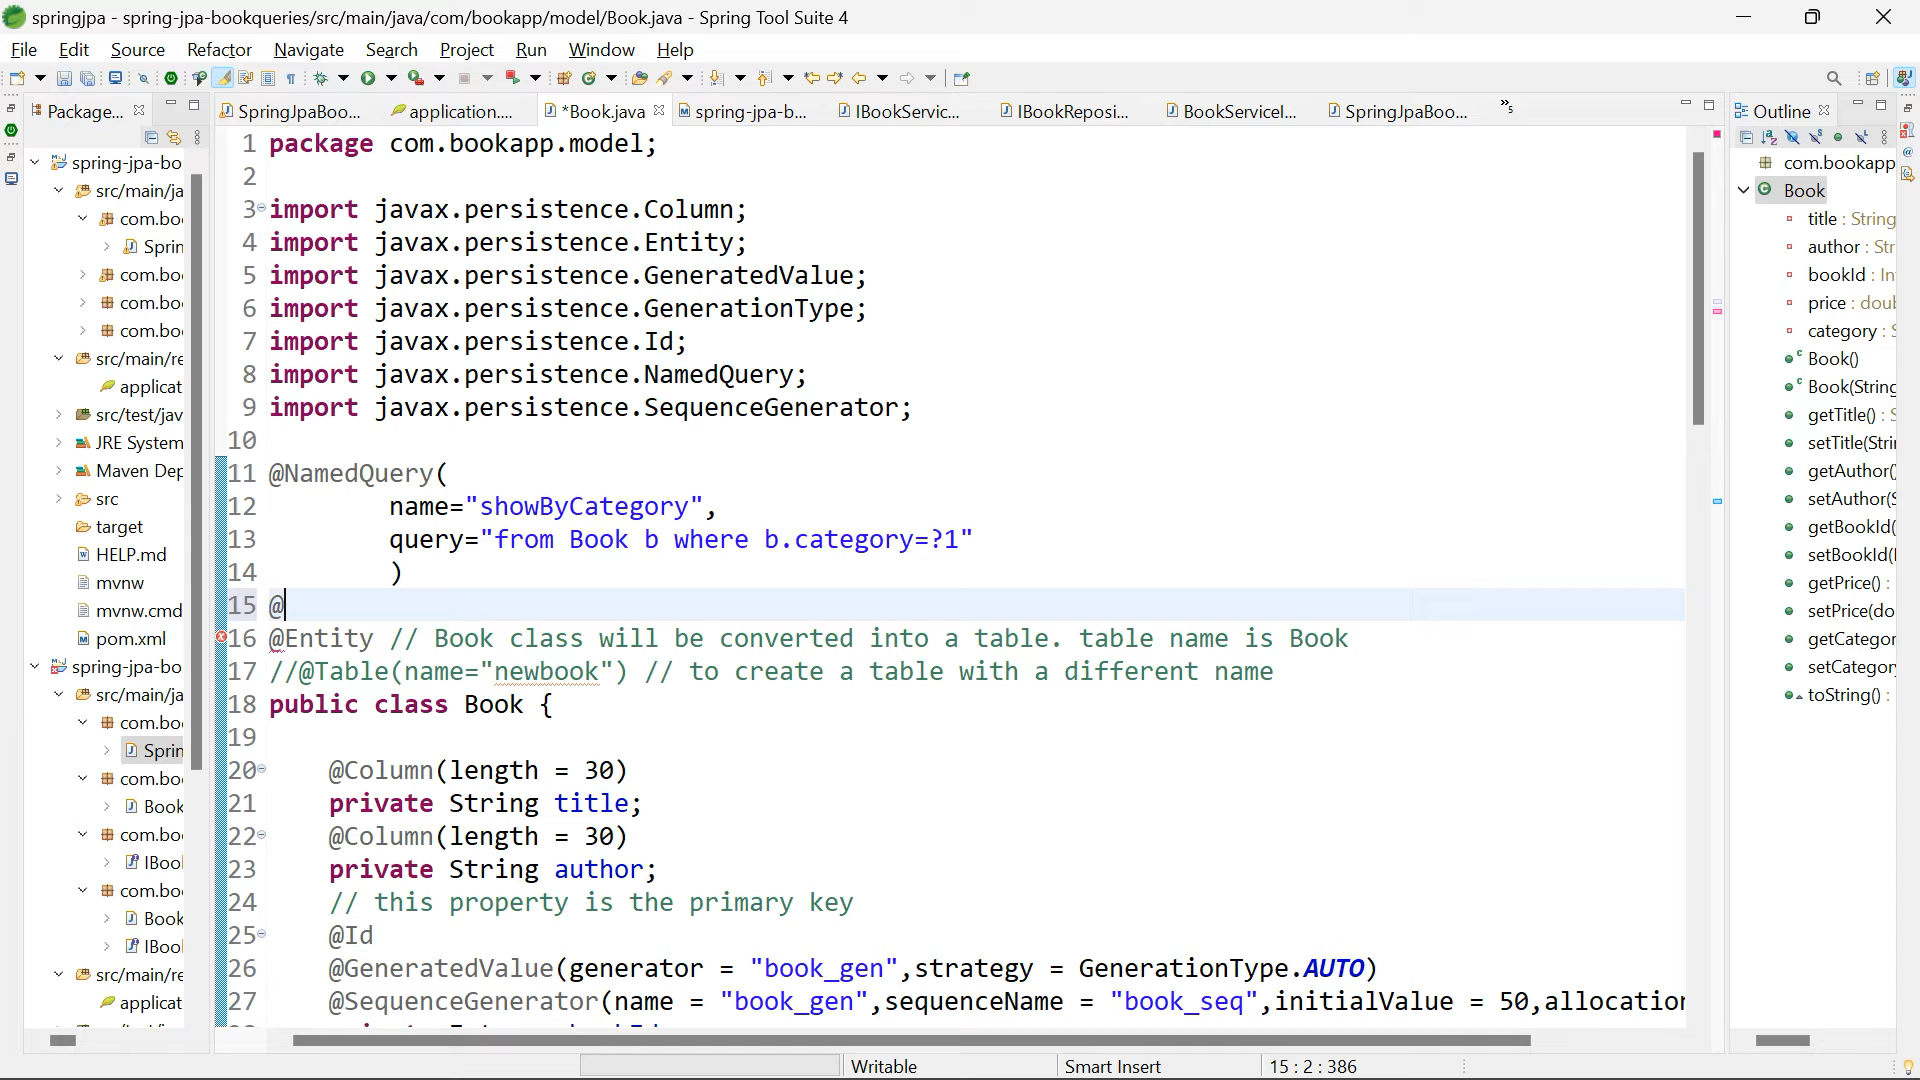 springjpa - spring-jpa-bookqueries/src/main/java/com/bookapp/model/Book.java - Spring Tool Suite 4
File Edit Source Refactor Navigate Search Project Run Window Help
Package... SpringJpaBoo... application.... *Book.java spring-jpa-b... IBookServic... IBookReposi... BookServiceI... SpringJpaBoo... »5 Outline
spring-jpa-bo
src/main/ja
com.boo
Sprin
com.boo
com.boo
com.boo
src/main/re
applicat
src/test/jav
JRE System
Maven Dep
src
target
HELP.md
mvnw
mvnw.cmd
pom.xml
spring-jpa-bo
src/main/ja
com.boo
Sprin
com.boo
Book
com.boo
IBool
com.boo
Book
IBool
src/main/re
applicat
1 package com.bookapp.model;
2
3 import javax.persistence.Column;
4 import javax.persistence.Entity;
5 import javax.persistence.GeneratedValue;
6 import javax.persistence.GenerationType;
7 import javax.persistence.Id;
8 import javax.persistence.NamedQuery;
9 import javax.persistence.SequenceGenerator;
10
11 @NamedQuery(
12 name="showByCategory",
13 query="from Book b where b.category=?1"
14 )
15 @
16 @Entity // Book class will be converted into a table. table name is Book
17 //@Table(name="newbook") // to create a table with a different name
18 public class Book {
19
20 @Column(length = 30)
21 private String title;
22 @Column(length = 30)
23 private String author;
24 // this property is the primary key
25 @Id
26 @GeneratedValue(generator = "book_gen",strategy = GenerationType.AUTO)
27 @SequenceGenerator(name = "book_gen",sequenceName = "book_seq",initialValue = 50,allocation
com.bookapp
Book
title : String
author : Str
bookId : In
price : doul
category : S
Book()
Book(String
getTitle() : S
setTitle(Stri
getAuthor()
setAuthor(S
getBookId(
setBookId(I
getPrice() :
setPrice(do
getCategor
setCategory
toString() :
Writable Smart Insert 15 : 2 : 386